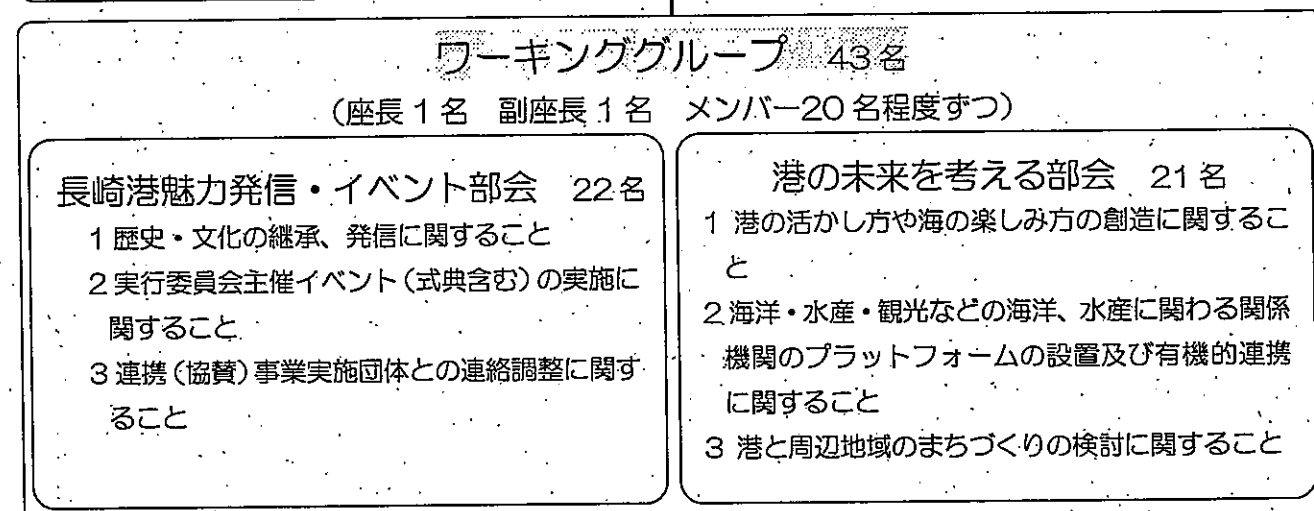 ワーキンググループ 43名
（座長1名 副座長1名 メンバー20名程度ずつ）
長崎港魅力発信・イベント部会 22名
1 歴史・文化の継承、発信に関すること
2 実行委員会主催イベント（式典含む）の実施に
関すること
3 連携（協賛）事業実施団体との連絡調整に関す
ること
港の未来を考える部会 21名
1 港の活かし方や海の楽しみ方の創造に関するこ
と
2 海洋・水産・観光などの海洋、水産に関わる関係
機関のプラットフォームの設置及び有機的連携
に関すること
3 港と周辺地域のまちづくりの検討に関すること